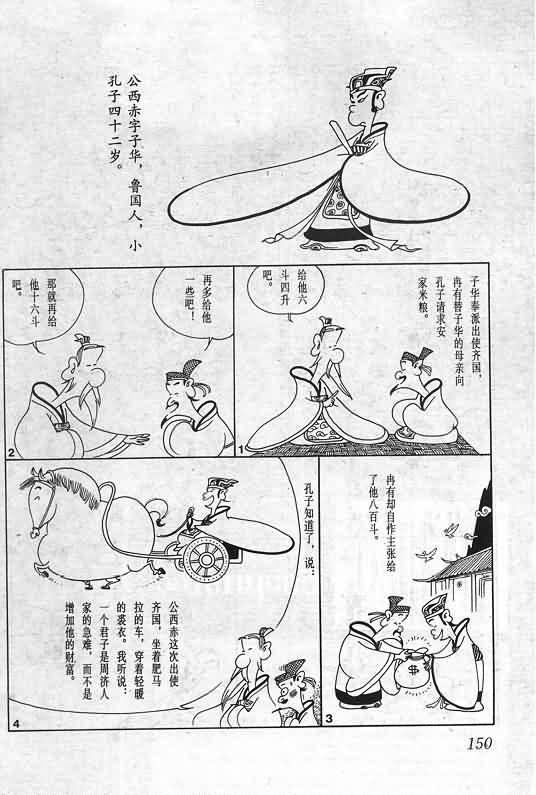 公西赤字子华，鲁国人，小
孔子四十二岁。
子华奉派出使齐国，
冉有替子华的母亲向
孔子请求安
家米粮。
给他六
斗四升
吧。
1
再多给他
一些吧！
那就再给
他十六斗
吧。
2
冉有却自作主张给
了他八百斗。
$
3
孔子知道了，说：
公西赤这次出使
齐国，坐着肥马
拉的车，穿着轻暖
的裘衣。我听说：
一个君子是周济人
家的急难，而不是
增加他的财富。
4
150